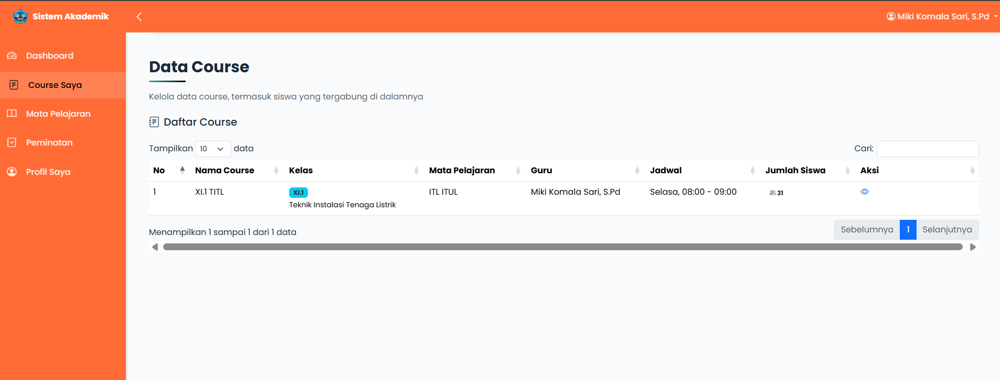 Sistem Akademik
Miki Komala Sari, S.Pd
Dashboard
Course Saya
Mata Pelajaran
Peminatan
Profil Saya
Data Course
Kelola data course, termasuk siswa yang tergabung di dalamnya
Daftar Course
Tampilkan 10 data
Cari:
No Nama Course Kelas Mata Pelajaran Guru Jadwal Jumlah Siswa Aksi
1 XI.1 TITL XI.1 ITL ITUL Miki Komala Sari, S.Pd Selasa, 08:00 - 09:00 31
Teknik Instalasi Tenaga Listrik
Menampilkan 1 sampai 1 dari 1 data
Sebelumnya 1 Selanjutnya